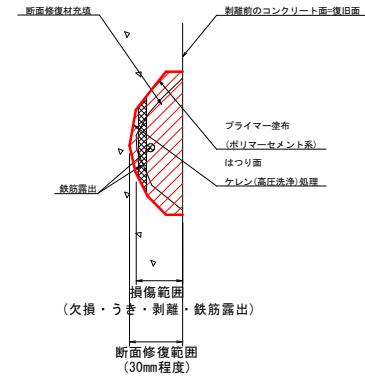 断面修復材充填
剥離前のコンクリート面=復旧面
プライマー塗布
(ポリマーセメント系)
はつり面
ケレン(高圧洗浄)処理
鉄筋露出
損傷範囲
(欠損・うき・剥離・鉄筋露出)
断面修復範囲
(30mm程度)